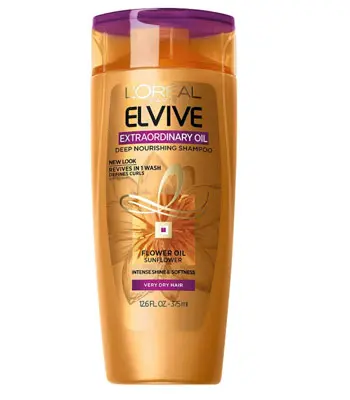 L'ORÉAL
ELVIVE
EXTRAORDINARY OIL
DEEP NOURISHING SHAMPOO
NEW LOOK
REVIVES IN 1 WASH
DEFINES CURLS
FLOWER OIL
SUNFLOWER
INTENSE SHINE & SOFTNESS
VERY DRY HAIR
12.6 FL. OZ. - 375 ml